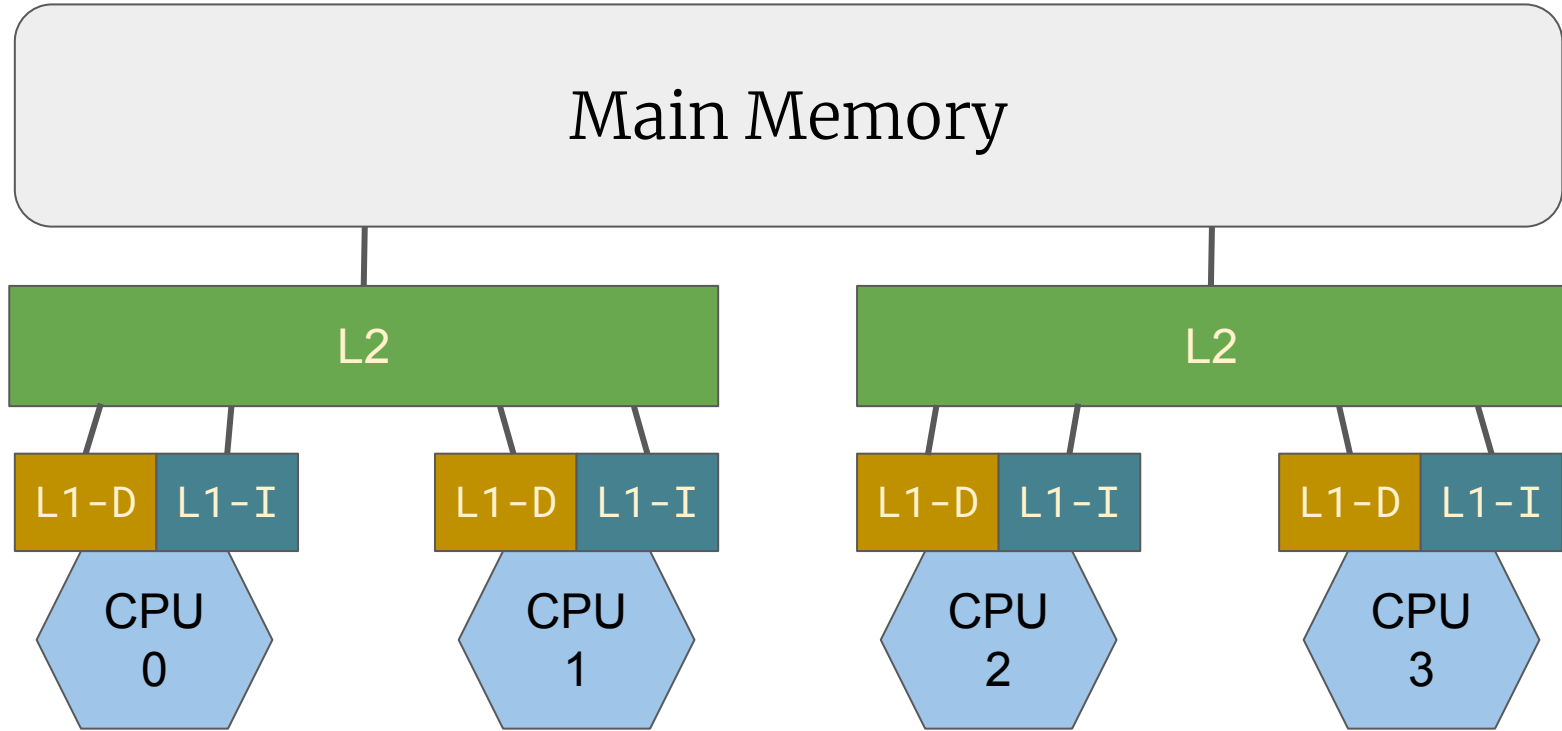 Main Memory
L2
L2
L1-D
L1-I
L1-D
L1-I
L1-D
L1-I
L1-D
L1-I
CPU
0
CPU
1
CPU
2
CPU
3